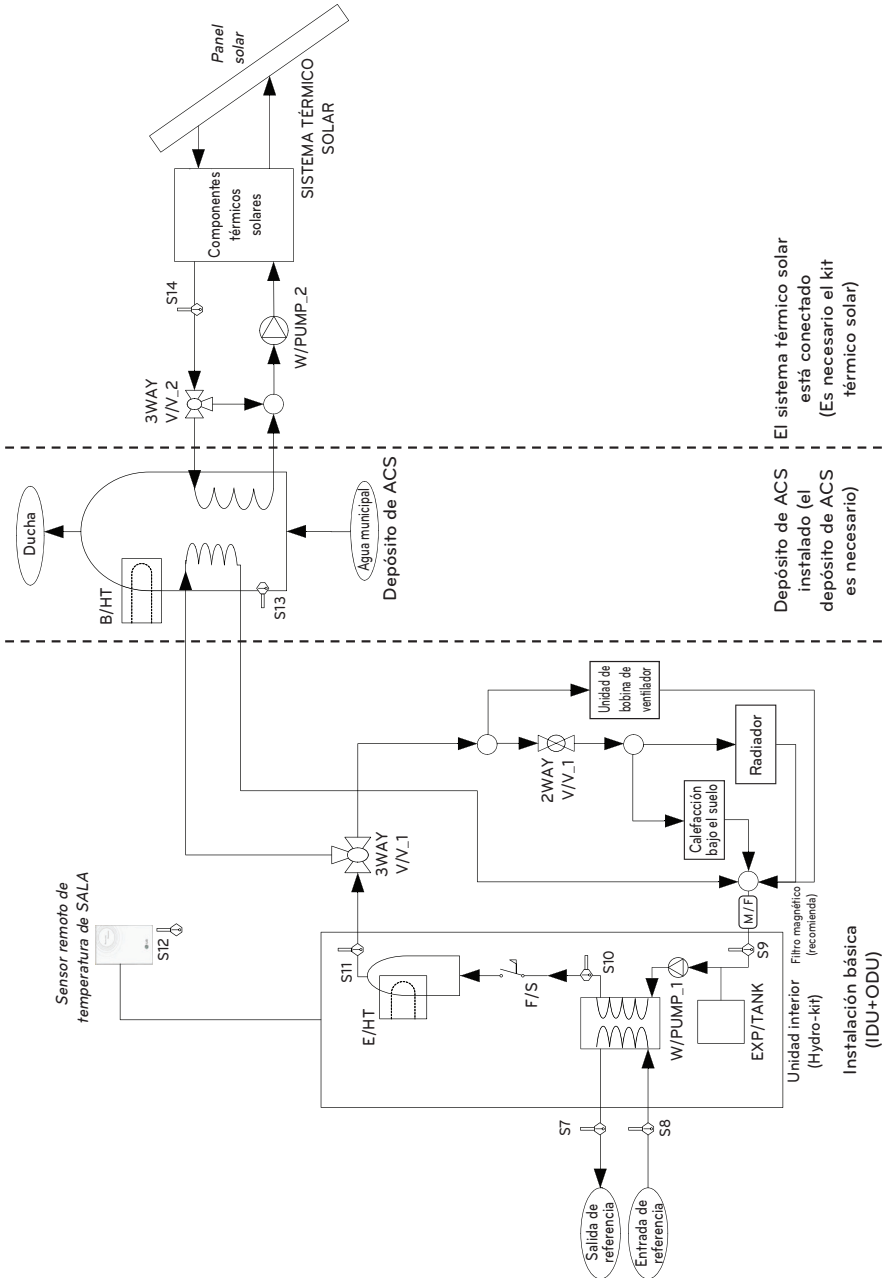 Panel
solar
SISTEMA TÉRMICO
SOLAR
Componentes
térmicos
solares
S14
3WAY
V/V_2
W/PUMP_2
El sistema térmico solar
está conectado
(Es necesario el kit
térmico solar)
Ducha
B/HT
S13
Agua municipal
Depósito de ACS
Depósito de ACS
instalado (el
depósito de ACS
es necesario)
Sensor remoto de
temperatura de SALA
LG
S12
S11
E/HT
F/S
S10
3WAY
V/V_1
2WAY
V/V_1
Unidad de
bobina de
ventilador
Radiador
Calefacción
bajo el suelo
M/F
Filtro magnético
(recomienda)
S9
W/PUMP_1
EXP/TANK
Unidad interior
(Hydro-kit)
S7
S8
Salida de
referencia
Entrada de
referencia
Instalación básica
(IDU+ODU)